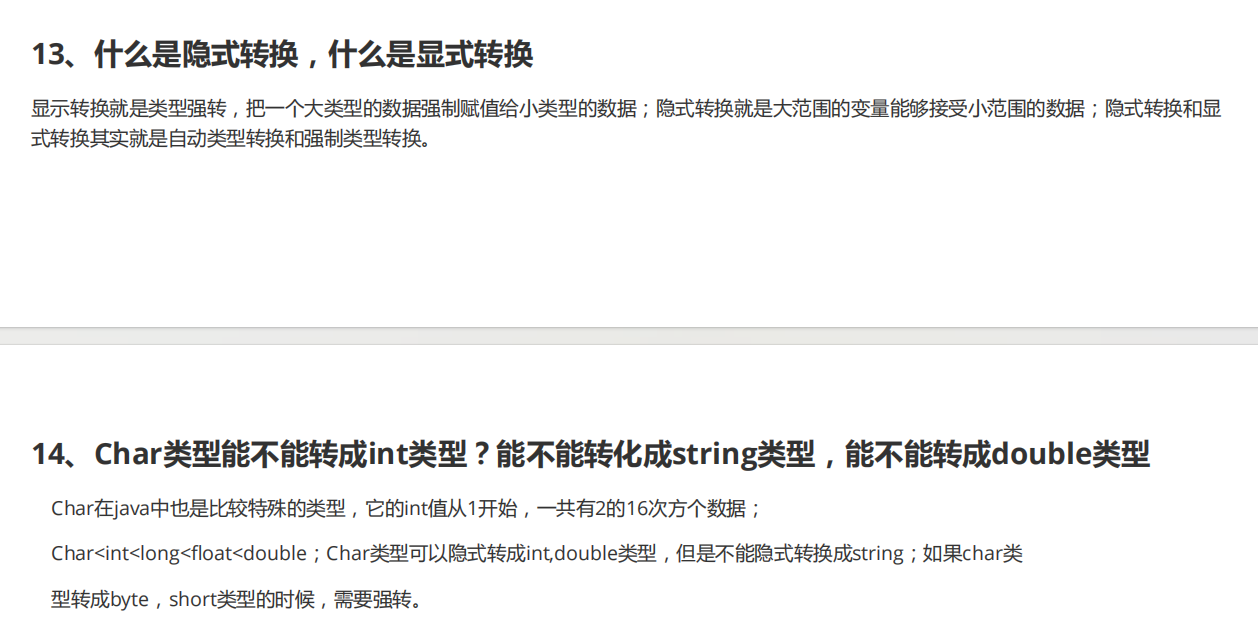 13、什么是隐式转换，什么是显式转换
显示转换就是类型强转，把一个大类型的数据强制赋值给小类型的数据；隐式转换就是大范围的变量能够接受小范围的数据；隐式转换和显
式转换其实就是自动类型转换和强制类型转换。
14、Char类型能不能转成int类型？能不能转化成string类型，能不能转成double类型
Char在java中也是比较特殊的类型，它的int值从1开始，一共有2的16次方个数据；
Char<int<long<float<double；Char类型可以隐式转成int,double类型，但是不能隐式转换成string；如果char类
型转成byte，short类型的时候，需要强转。